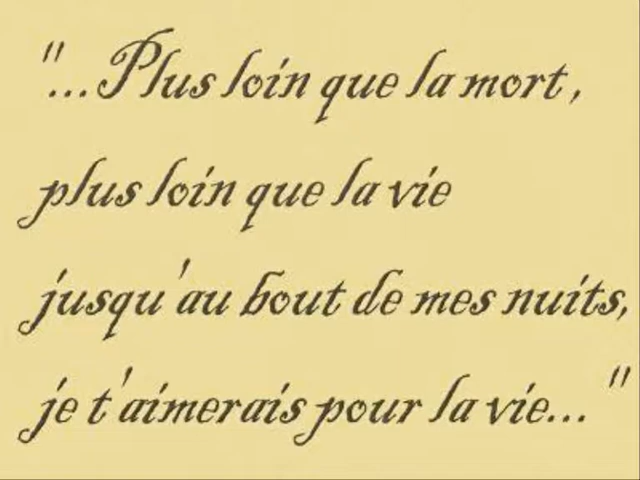 "...Plus loin que la mort,
plus loin que la vie
jusqu'au bout de mes nuits,
je t'aimerais pour la vie..."